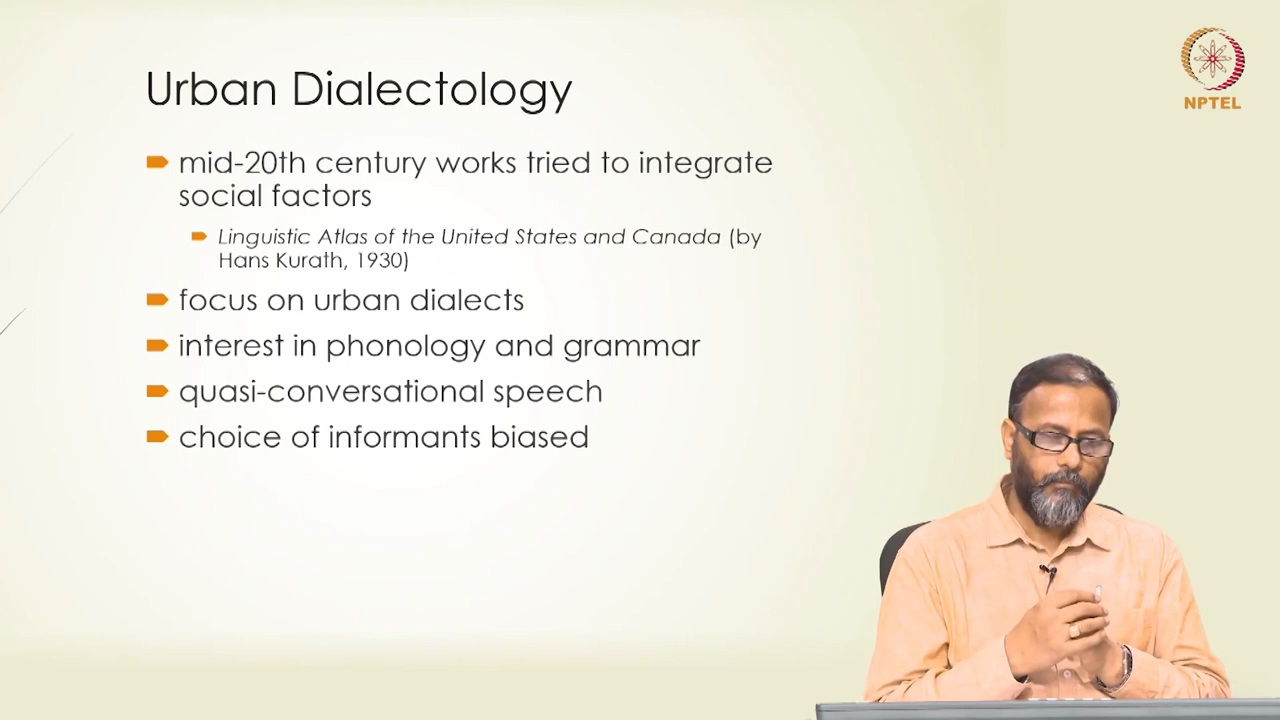 Urban Dialectology
mid-20th century works tried to integrate
social factors
Linguistic Atlas of the United States and Canada (by
Hans Kurath, 1930)
focus on urban dialects
interest in phonology and grammar
quasi-conversational speech
choice of informants biased
NPTEL